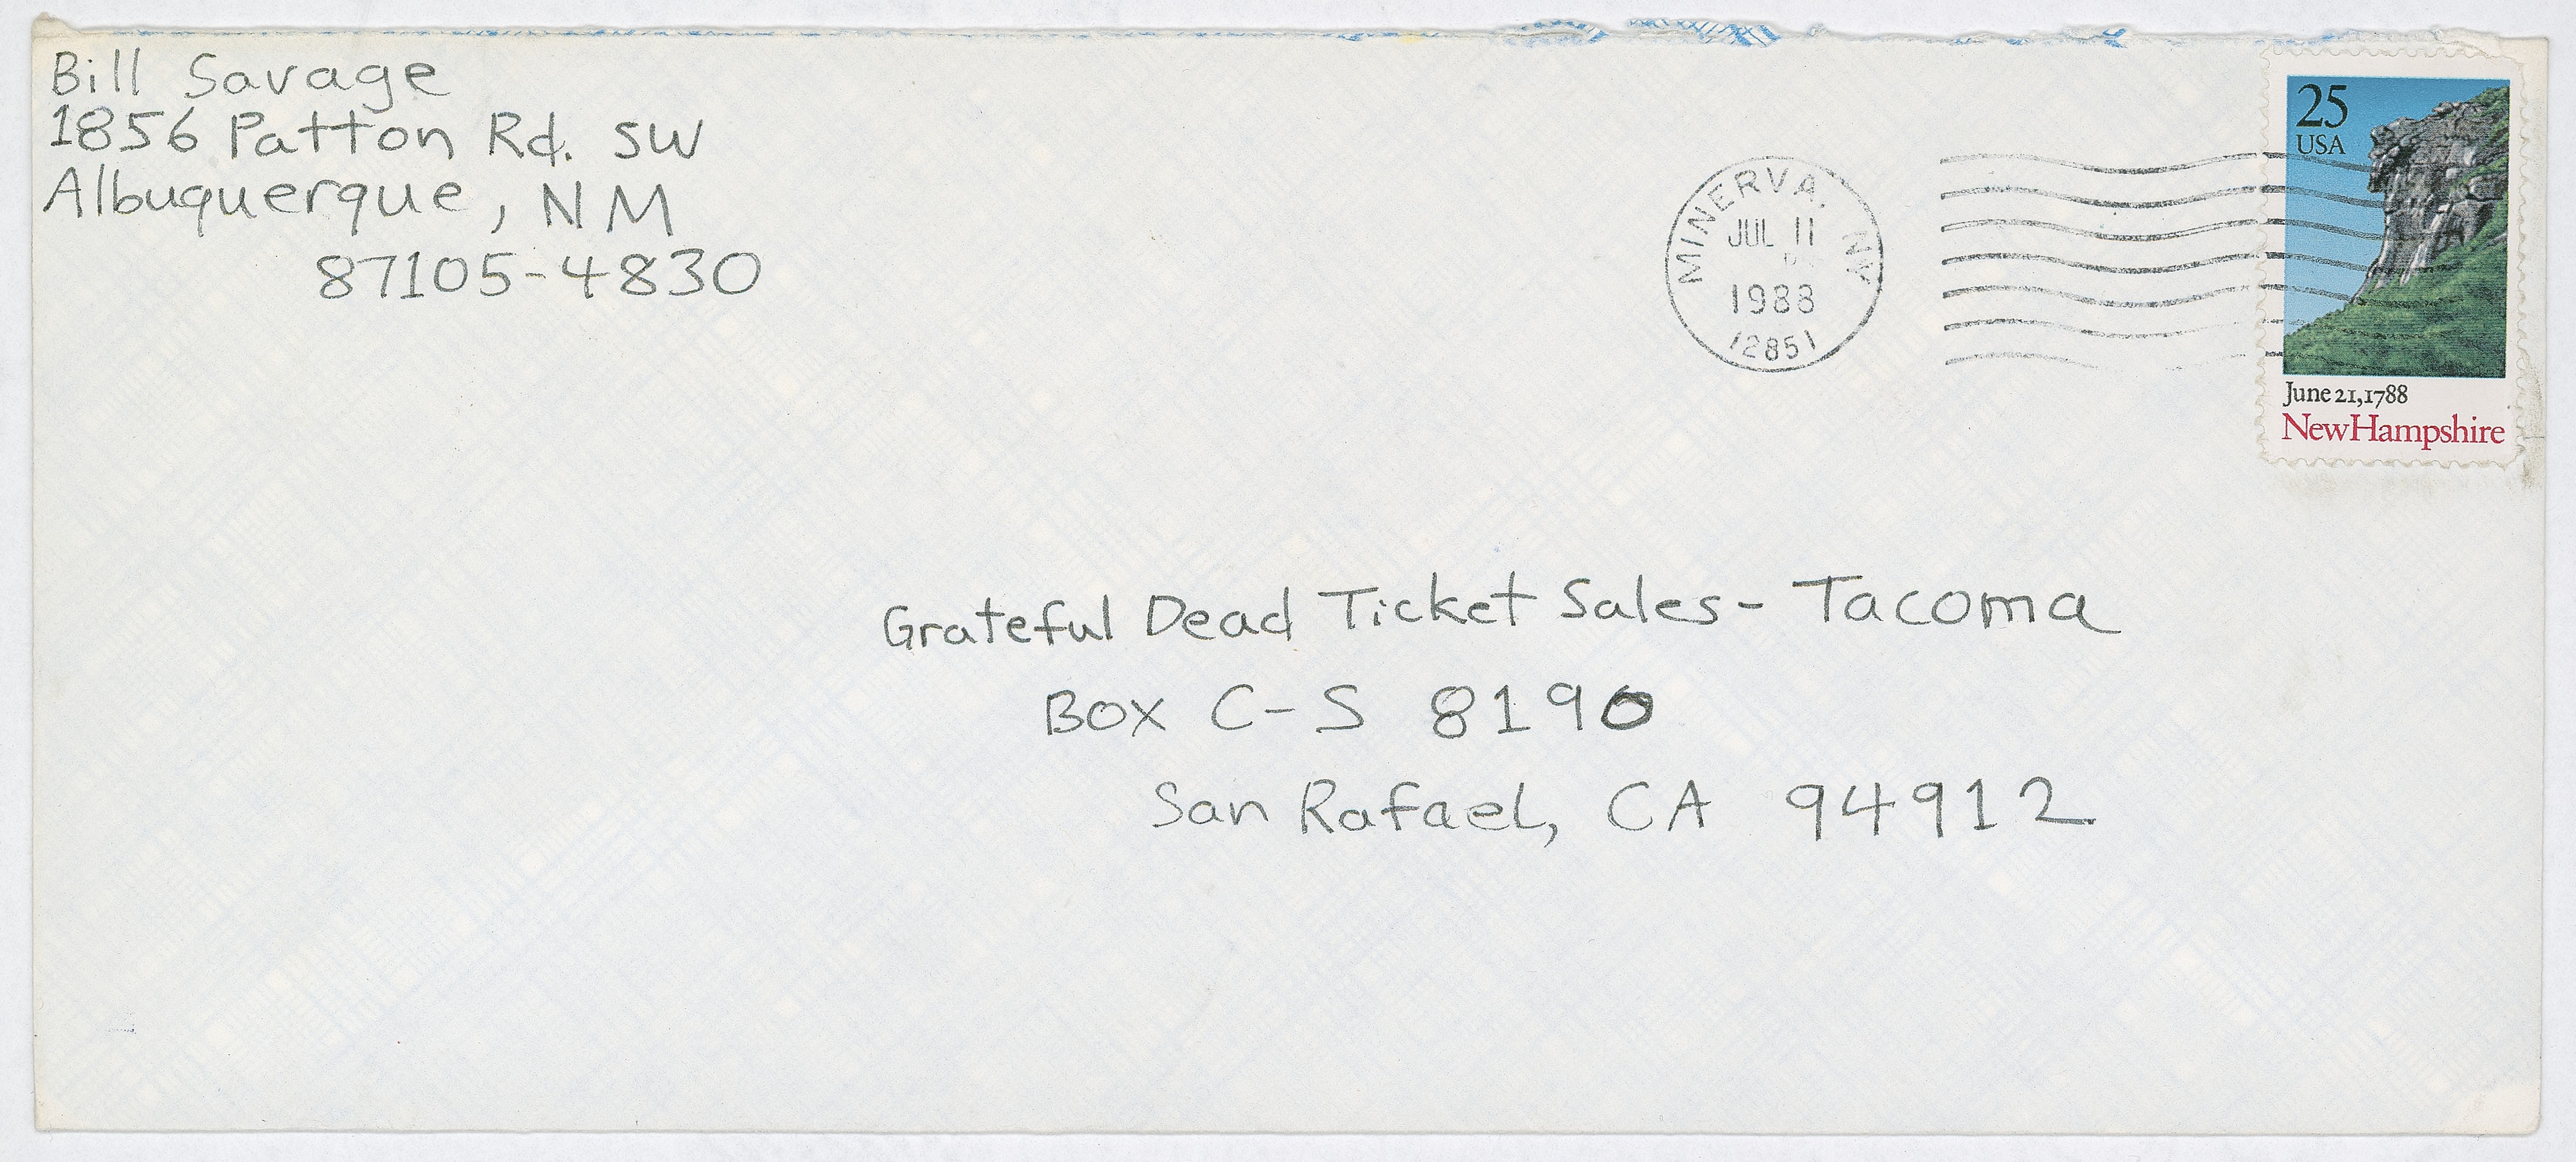 Bill Savage
1856 Patton Rd. SW
Albuquerque, NM
87105-4830
MINERVA, NY
JUL 11
1988
12851
25
USA
June 21, 1788
New Hampshire
Grateful Dead Ticket Sales - Tacoma
Box C-S 8190
San Rafael, CA 94912